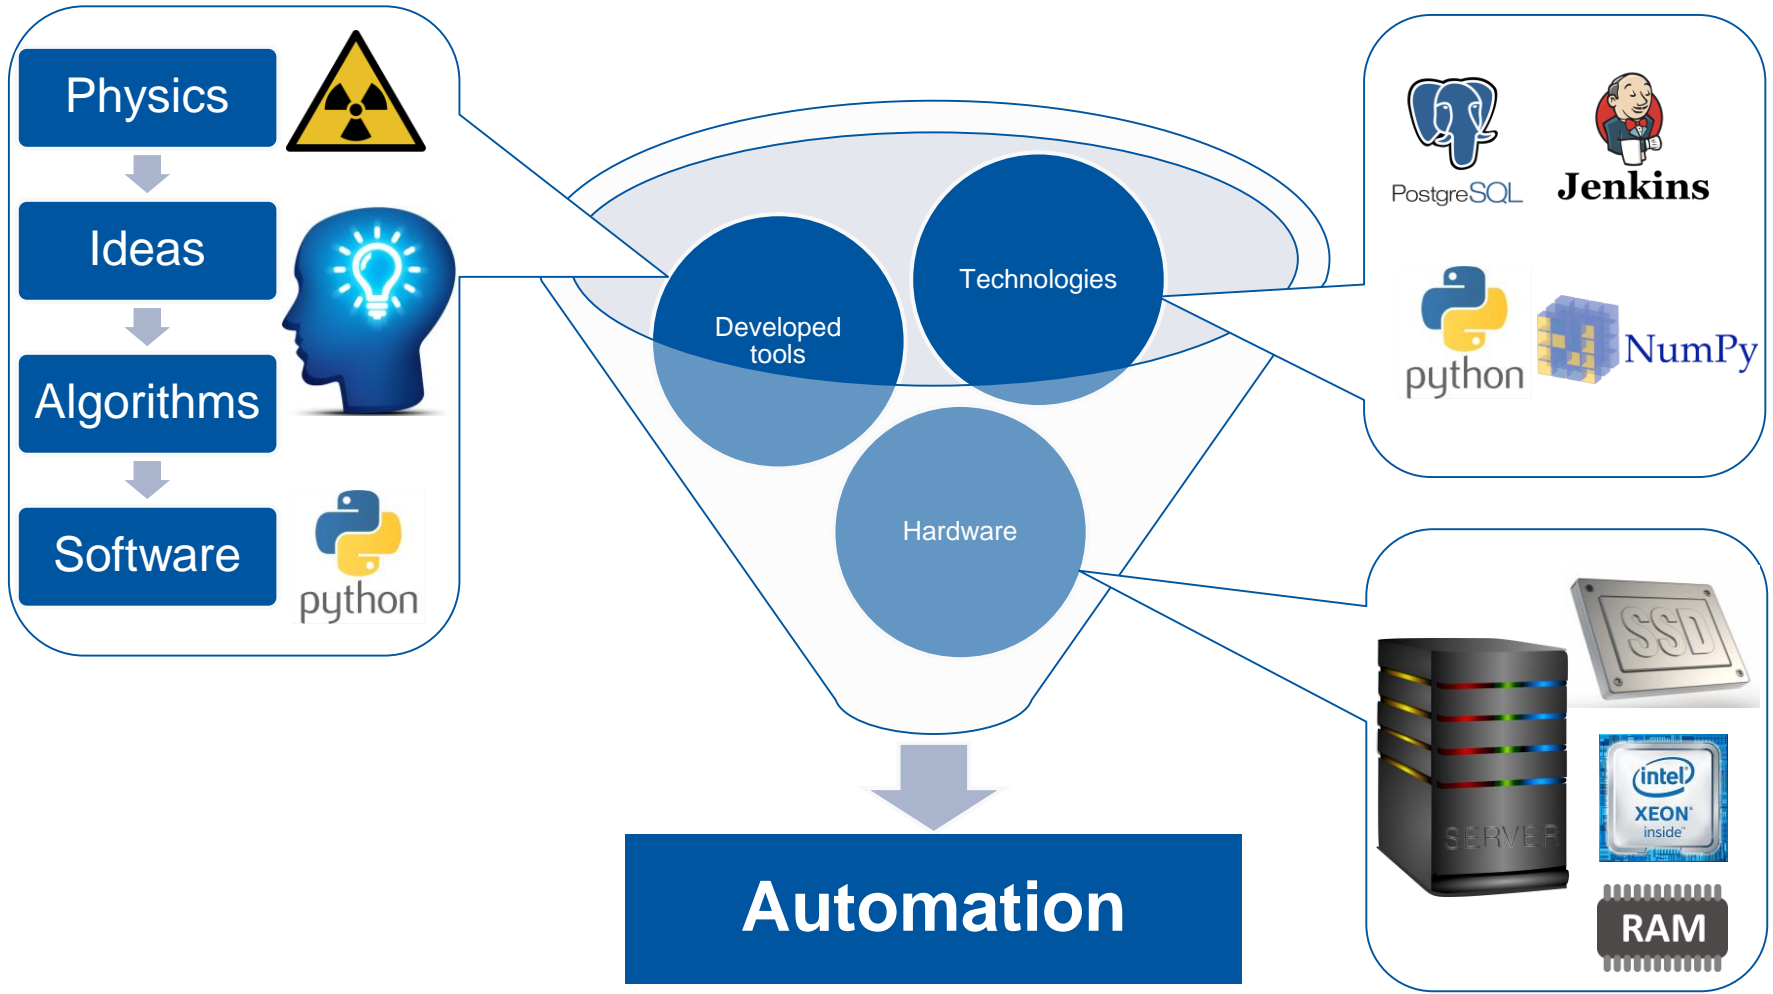 Physics
Ideas
Algorithms
Software
python
Developed
tools
Technologies
Hardware
Automation
PostgreSQL
Jenkins
python
NumPy
SSD
SERVER
intel
XEON®
inside™
RAM